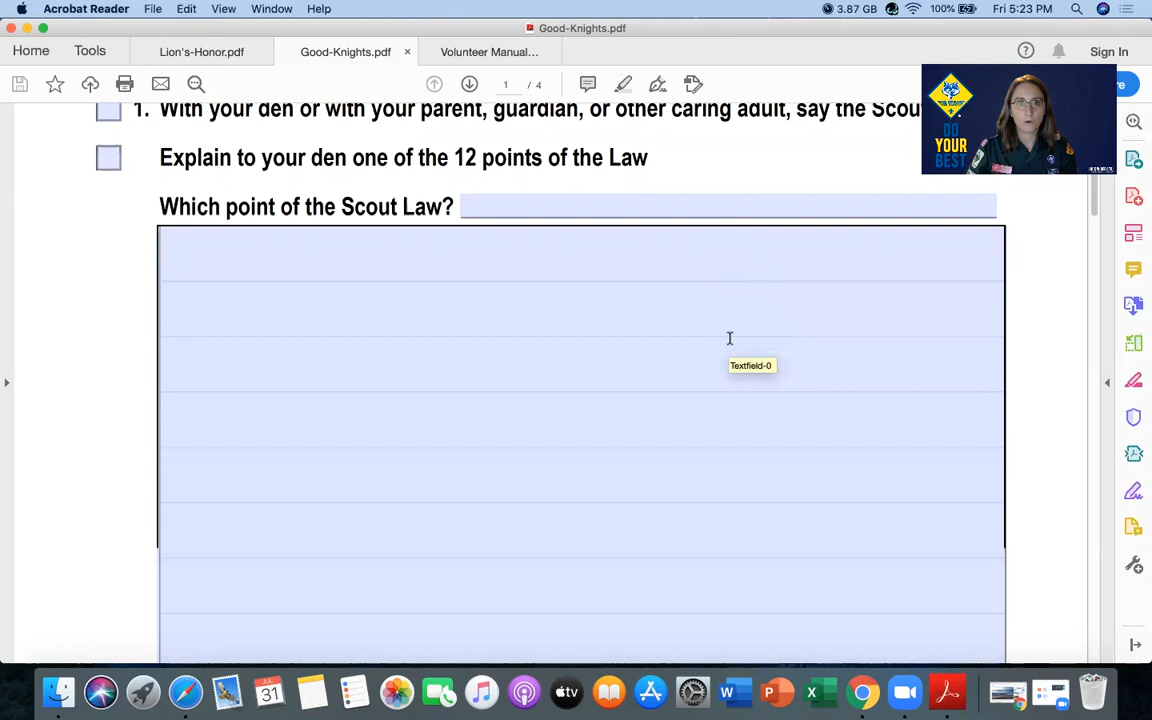 Acrobat Reader File Edit View Window Help 3.87 GB 100% Fri 5:23 PM
Good-Knights.pdf
Home Tools Lion's-Honor.pdf Good-Knights.pdf × Volunteer Manual... Sign In
1 / 4
1. With your den or with your parent, guardian, or other caring adult, say the Scou
Explain to your den one of the 12 points of the Law
Which point of the Scout Law?
Textfield-0
DO
YOUR
BEST
JUL
31
tv
W P X